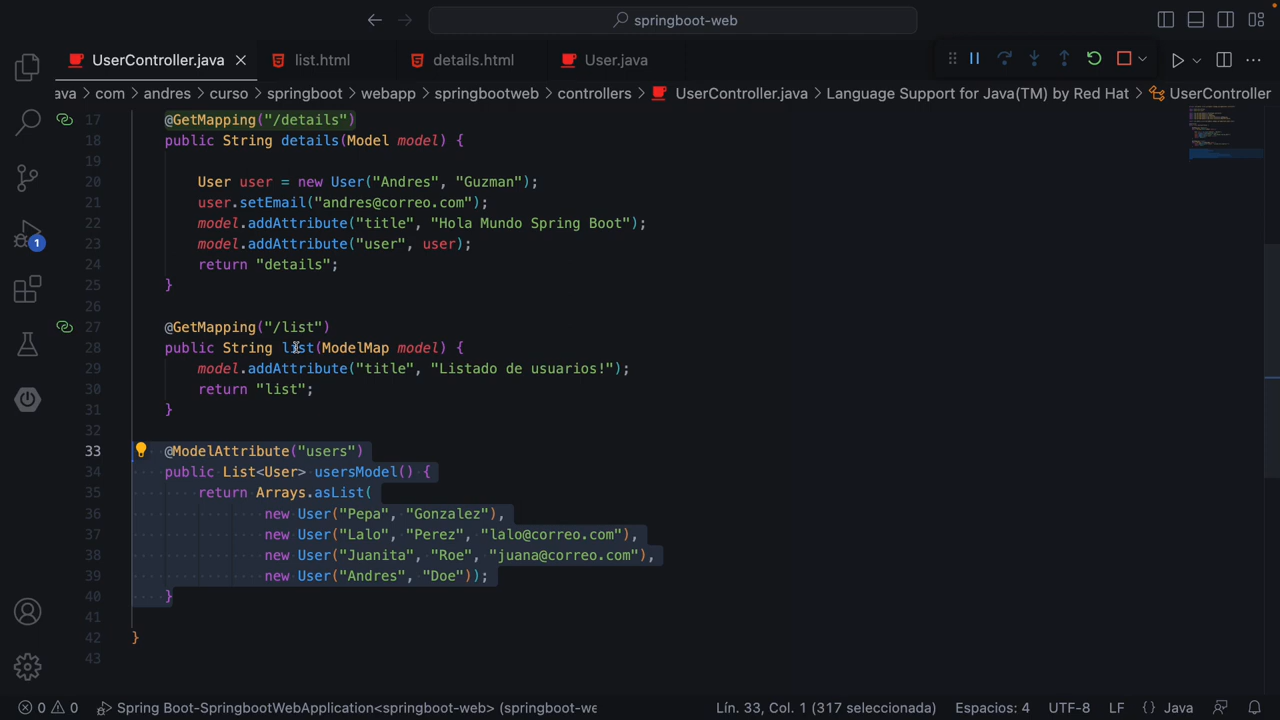 springboot-web
UserController.java list.html details.html User.java
ava > com > andres > curso > springboot > webapp > springbootweb > controllers > UserController.java > Language Support for Java(TM) by Red Hat > UserController
17 @GetMapping("/details")
18 public String details(Model model) {
19
20 User user = new User("Andres", "Guzman");
21 user.setEmail("andres@correo.com");
22 model.addAttribute("title", "Hola Mundo Spring Boot");
23 model.addAttribute("user", user);
24 return "details";
25 }
26
27 @GetMapping("/list")
28 public String list(ModelMap model) {
29 model.addAttribute("title", "Listado de usuarios!");
30 return "list";
31 }
32
33 @ModelAttribute("users")
34 public List<User> usersModel() {
35 return Arrays.asList(
36 new User("Pepa", "Gonzalez"),
37 new User("Lalo", "Perez", "lalo@correo.com"),
38 new User("Juanita", "Roe", "juana@correo.com"),
39 new User("Andres", "Doe"));
40 }
41
42 }
43
1
0 0 Spring Boot-SpringbootWebApplication<springboot-web> (springboot-we Lín. 33, Col. 1 (317 seleccionada) Espacios: 4 UTF-8 LF {} Java